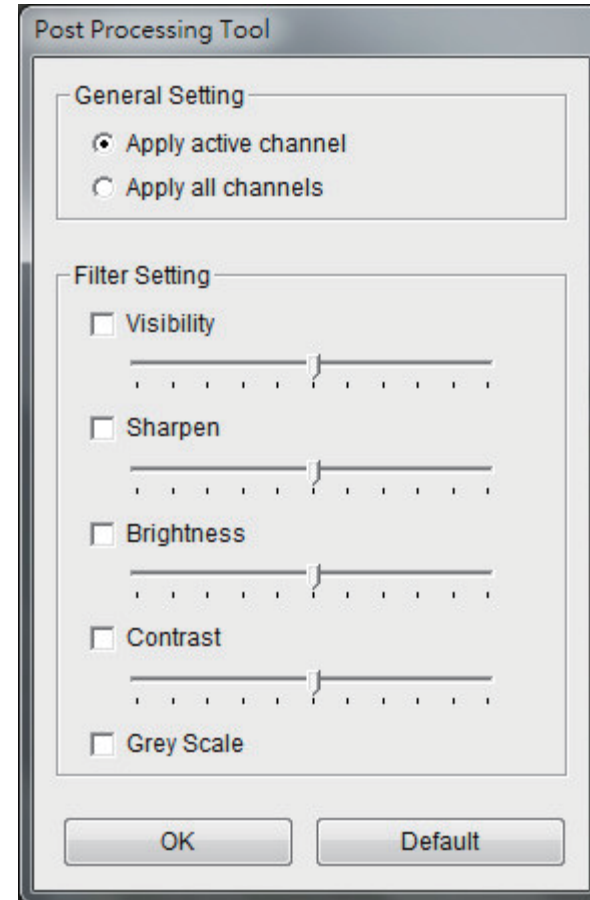 Post Processing Tool
General Setting
Apply active channel
Apply all channels
Filter Setting
Visibility
Sharpen
Brightness
Contrast
Grey Scale
OK
Default